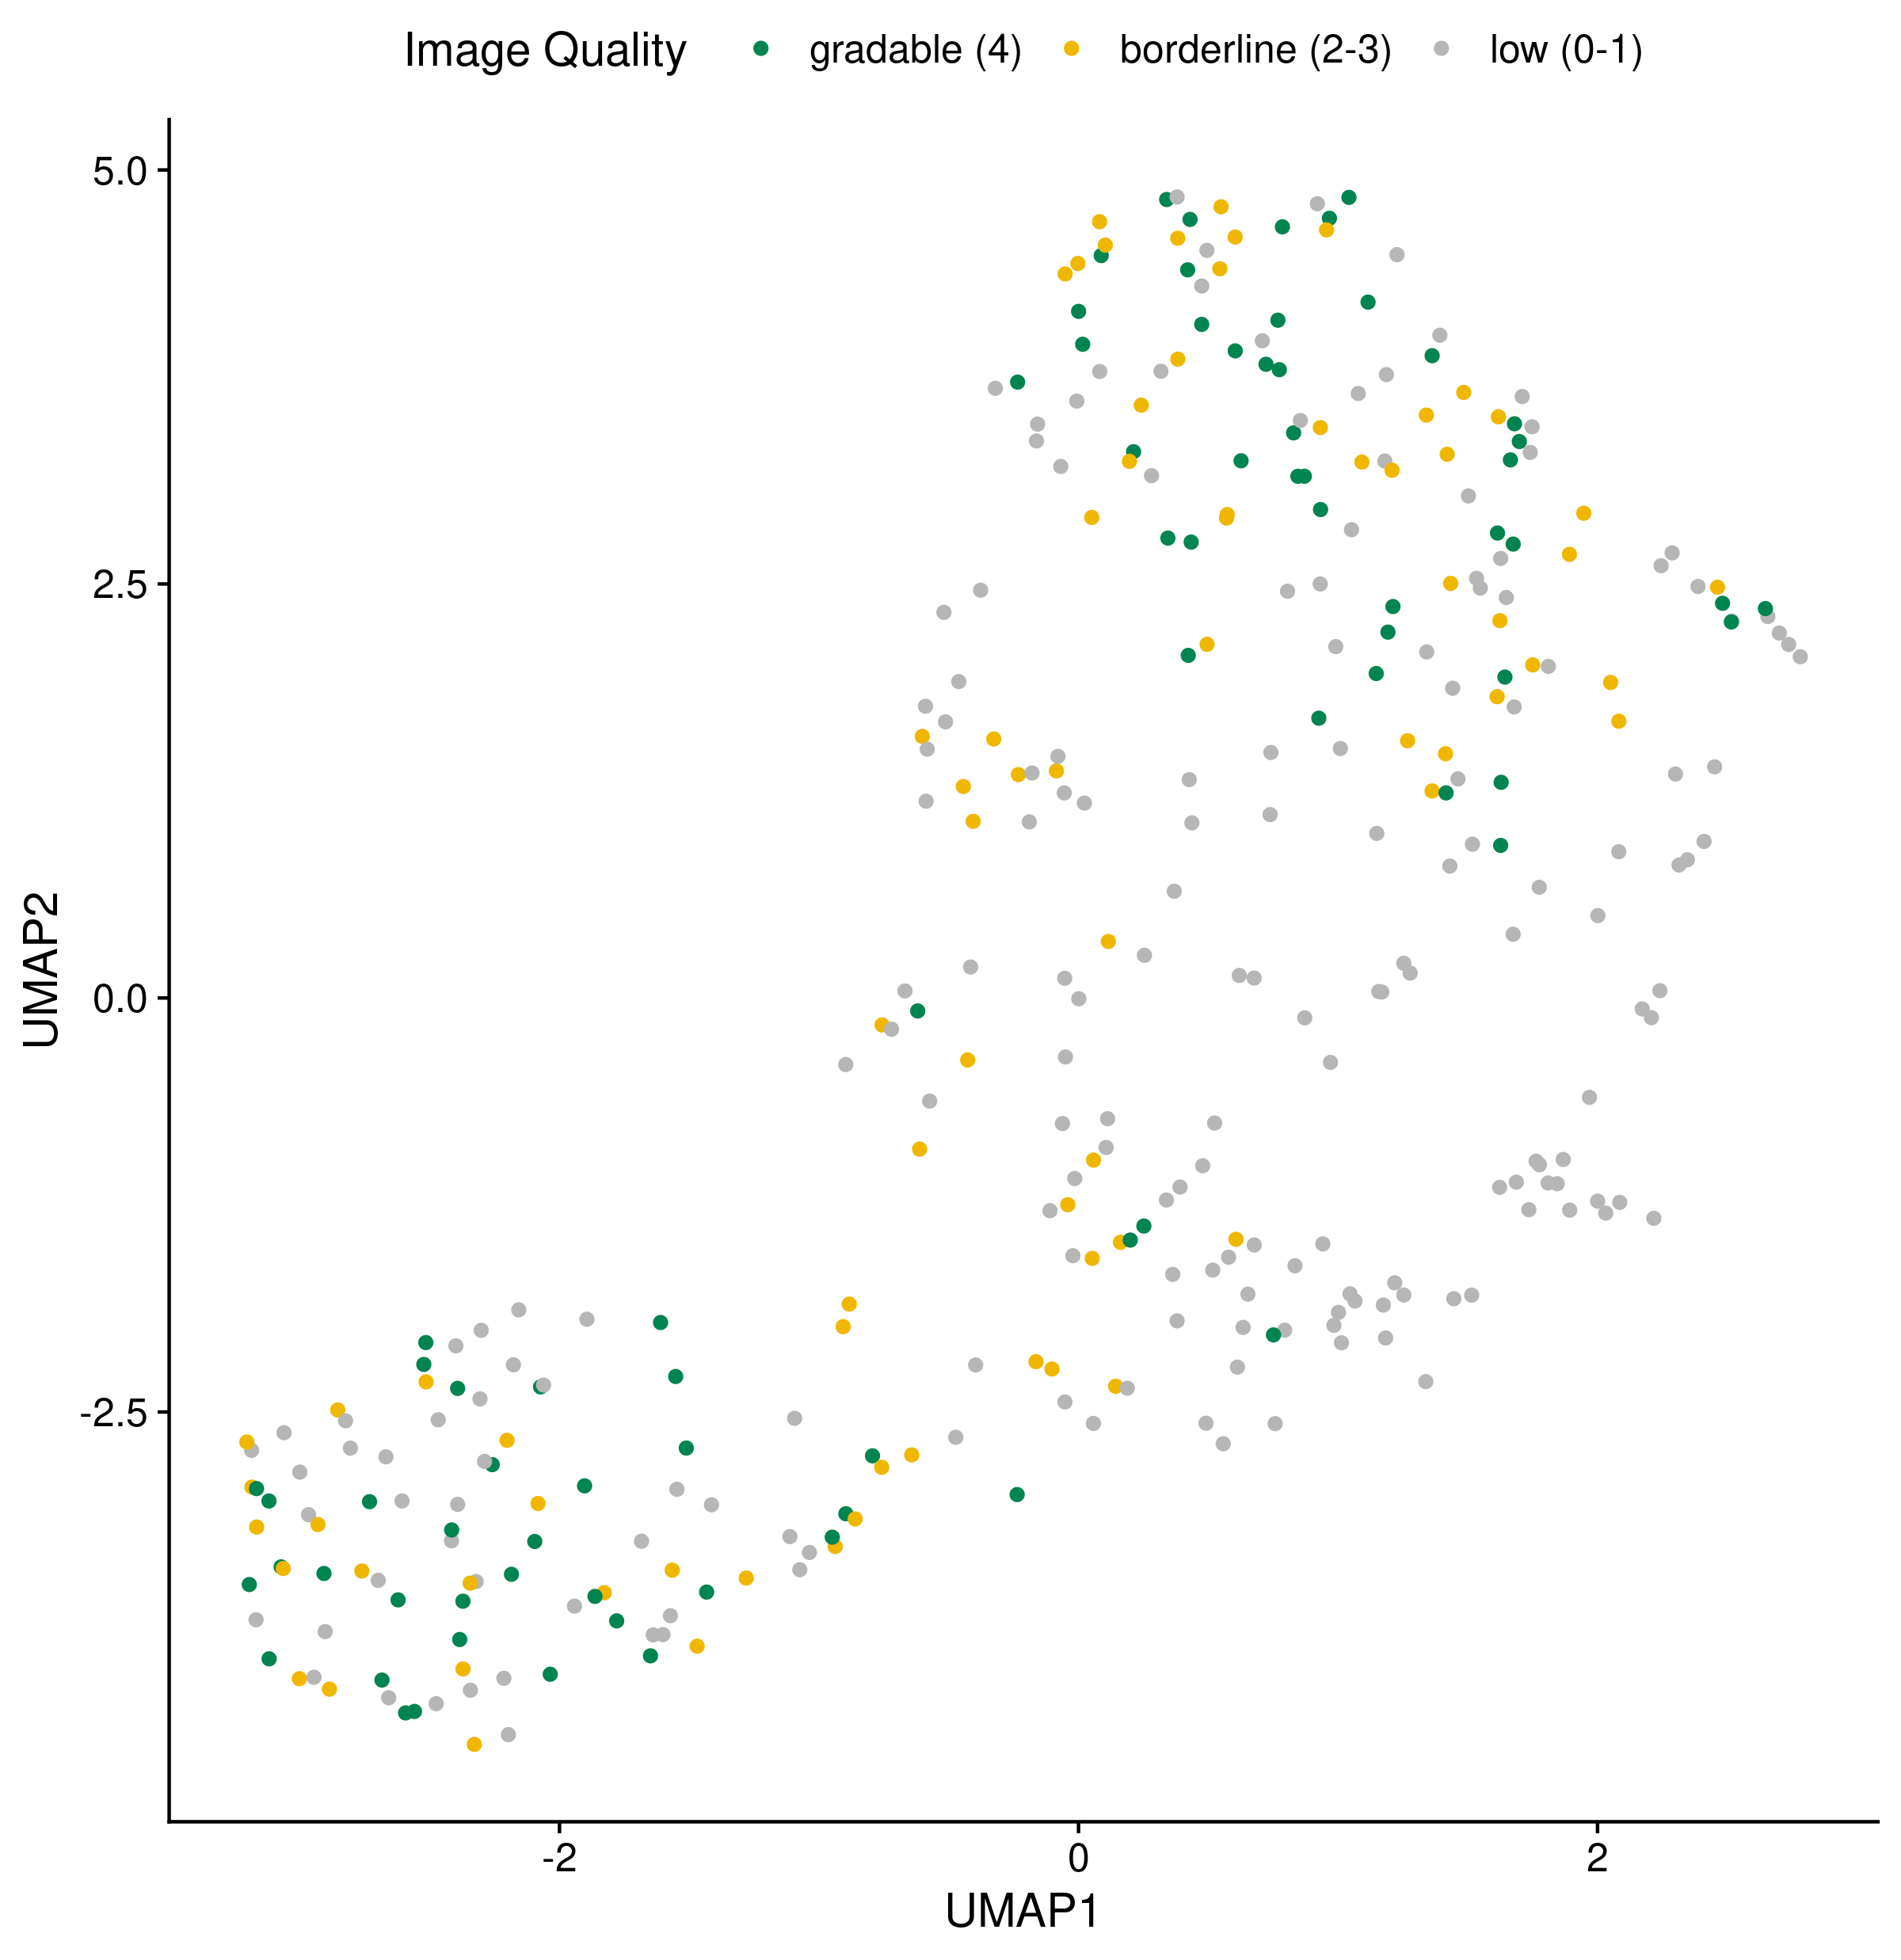 Image Quality gradable (4) borderline (2-3) low (0-1)
5.0
2.5
0.0
-2.5
UMAP2
-2 0 2
UMAP1